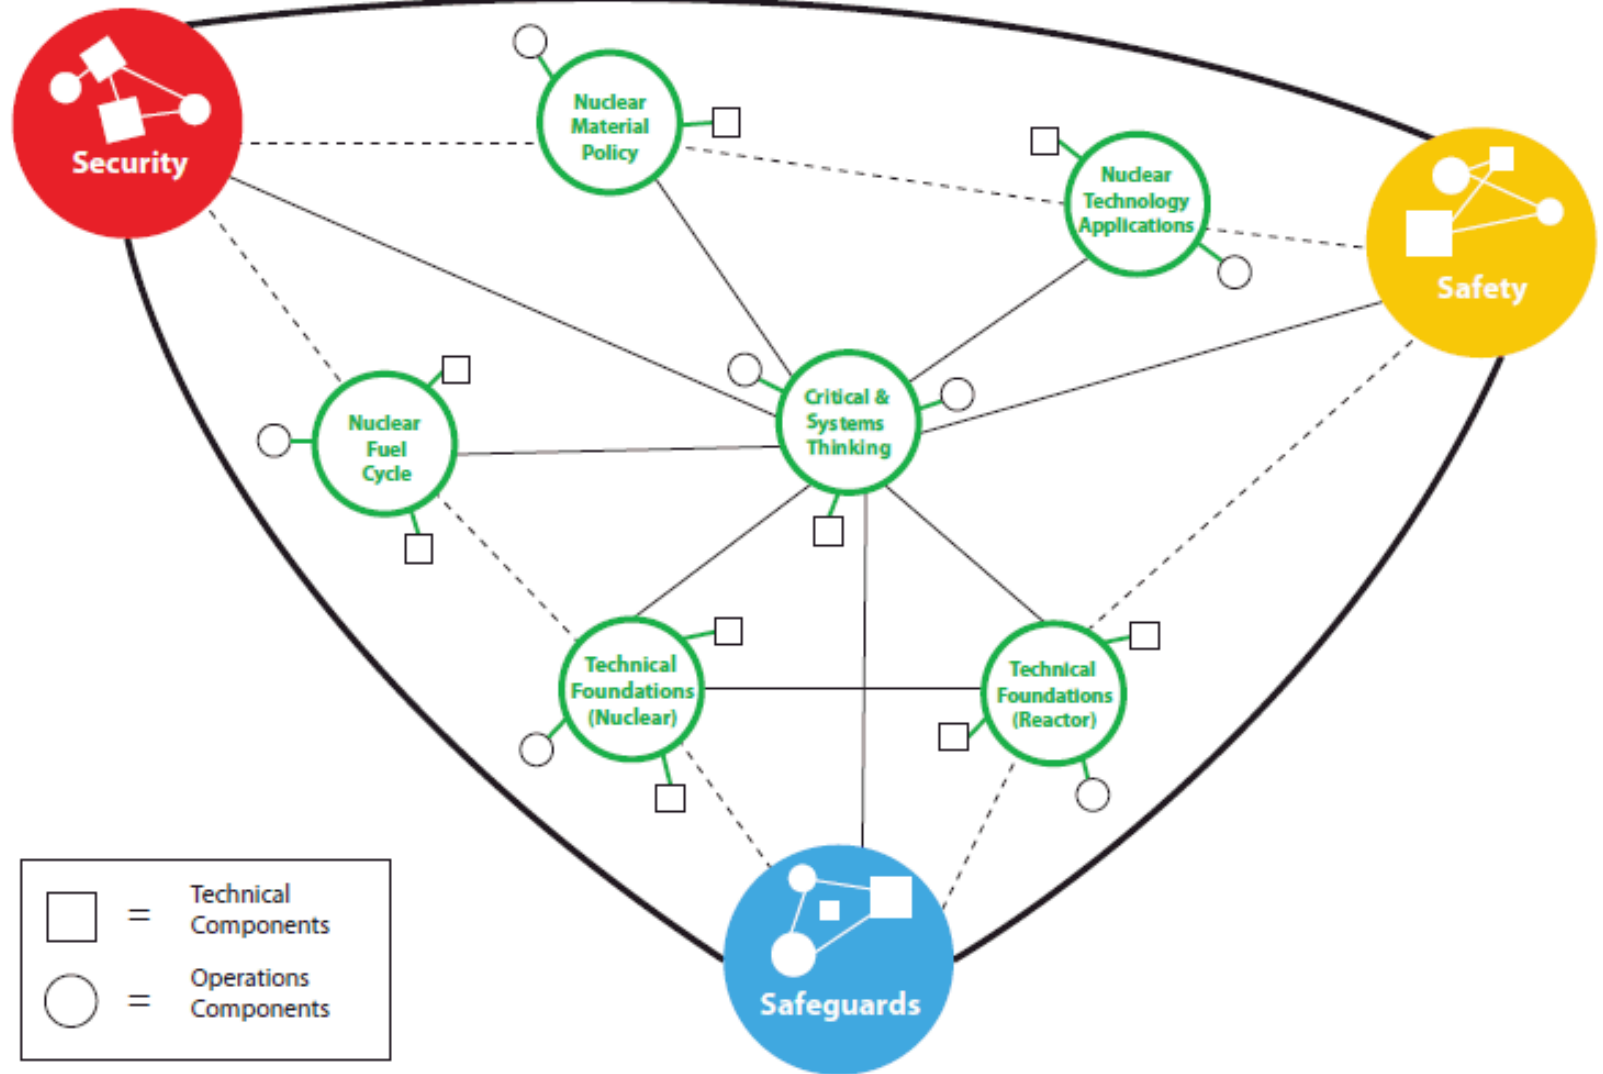 Security
Nuclear
Material
Policy
Nuclear
Technology
Applications
Safety
Nuclear
Fuel
Cycle
Critical &
Systems
Thinking
Technical
Foundations
(Nuclear)
Technical
Foundations
(Reactor)
Safeguards
= Technical
Components
= Operations
Components